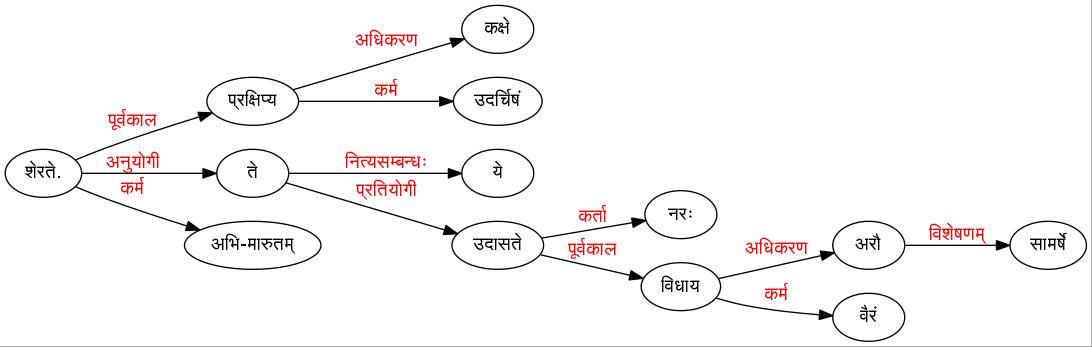 कक्षे
अधिकरण
प्रक्षिप्य
कर्म
उदर्चिषं
पूर्वकाल
शेरते.
अनुयोगी
ते
नित्यसम्बन्धः
ये
कर्म
प्रतियोगी
अभि-मारुतम्
उदासते
कर्ता
नरः
पूर्वकाल
विधाय
अधिकरण
अरौ
विशेषणम्
सामर्षे
कर्म
वैरं